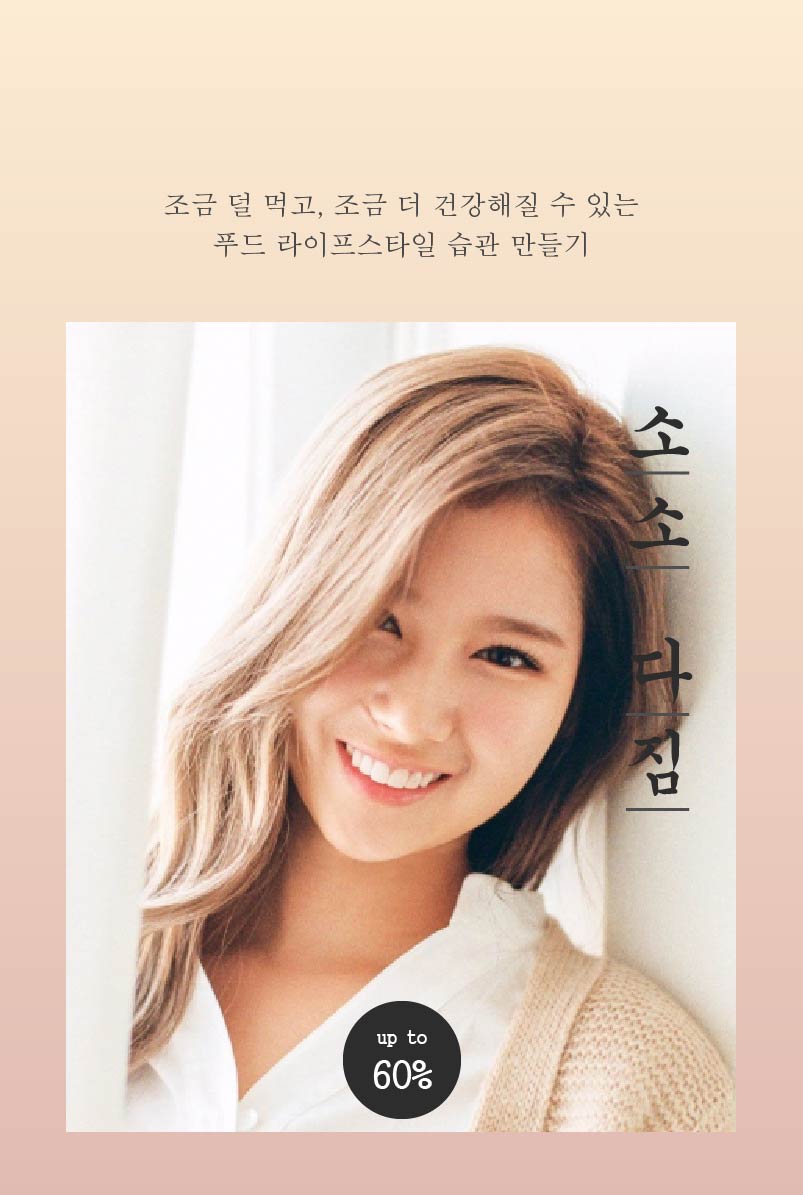 조금 덜 먹고, 조금 더 건강해질 수 있는
푸드 라이프스타일 습관 만들기
소소 다짐
up to
60%